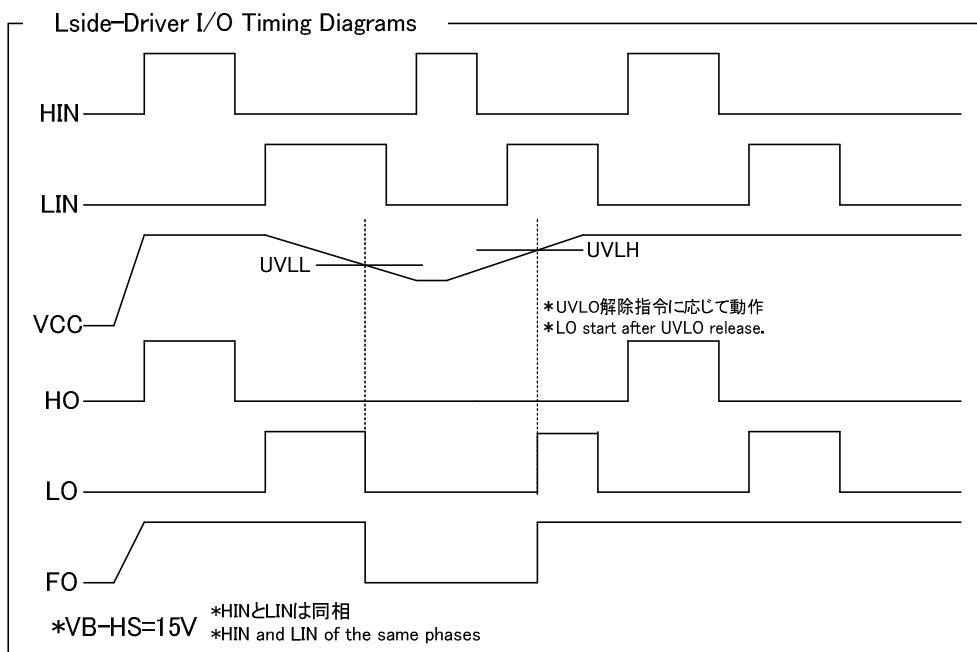 Lside-Driver I/O Timing Diagrams
HIN
LIN
UVLL
UVLH
VCC
*UVLO解除指令に応じて動作
*LO start after UVLO release.
HO
LO
FO
*VB-HS=15V
*HINとLINは同相
*HIN and LIN of the same phases